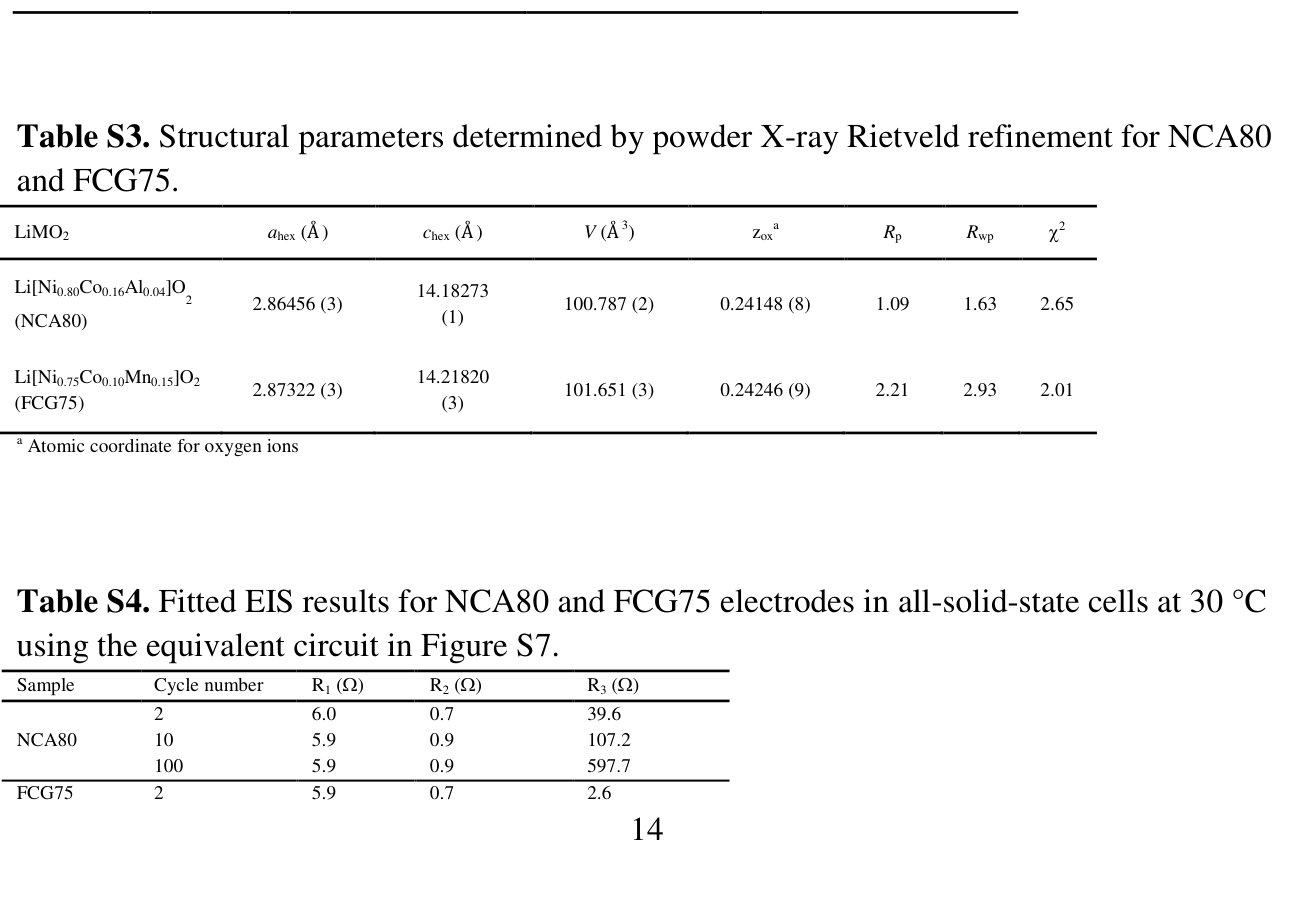 Table S3. Structural parameters determined by powder X-ray Rietveld refinement for NCA80
and FCG75.
LiMO₂ a_hex (Å) c_hex (Å) V (Å³) z_oxᵃ R_p R_wp χ²
Li[Ni₀.₈₀Co₀.₁₆Al₀.₀₄]O₂
(NCA80) 2.86456 (3) 14.18273 (1) 100.787 (2) 0.24148 (8) 1.09 1.63 2.65
Li[Ni₀.₇₅Co₀.₁₀Mn₀.₁₅]O₂
(FCG75) 2.87322 (3) 14.21820 (3) 101.651 (3) 0.24246 (9) 2.21 2.93 2.01
ᵃ Atomic coordinate for oxygen ions
Table S4. Fitted EIS results for NCA80 and FCG75 electrodes in all-solid-state cells at 30 °C
using the equivalent circuit in Figure S7.
Sample Cycle number R₁ (Ω) R₂ (Ω) R₃ (Ω)
2 6.0 0.7 39.6
NCA80 10 5.9 0.9 107.2
100 5.9 0.9 597.7
FCG75 2 5.9 0.7 2.6
14